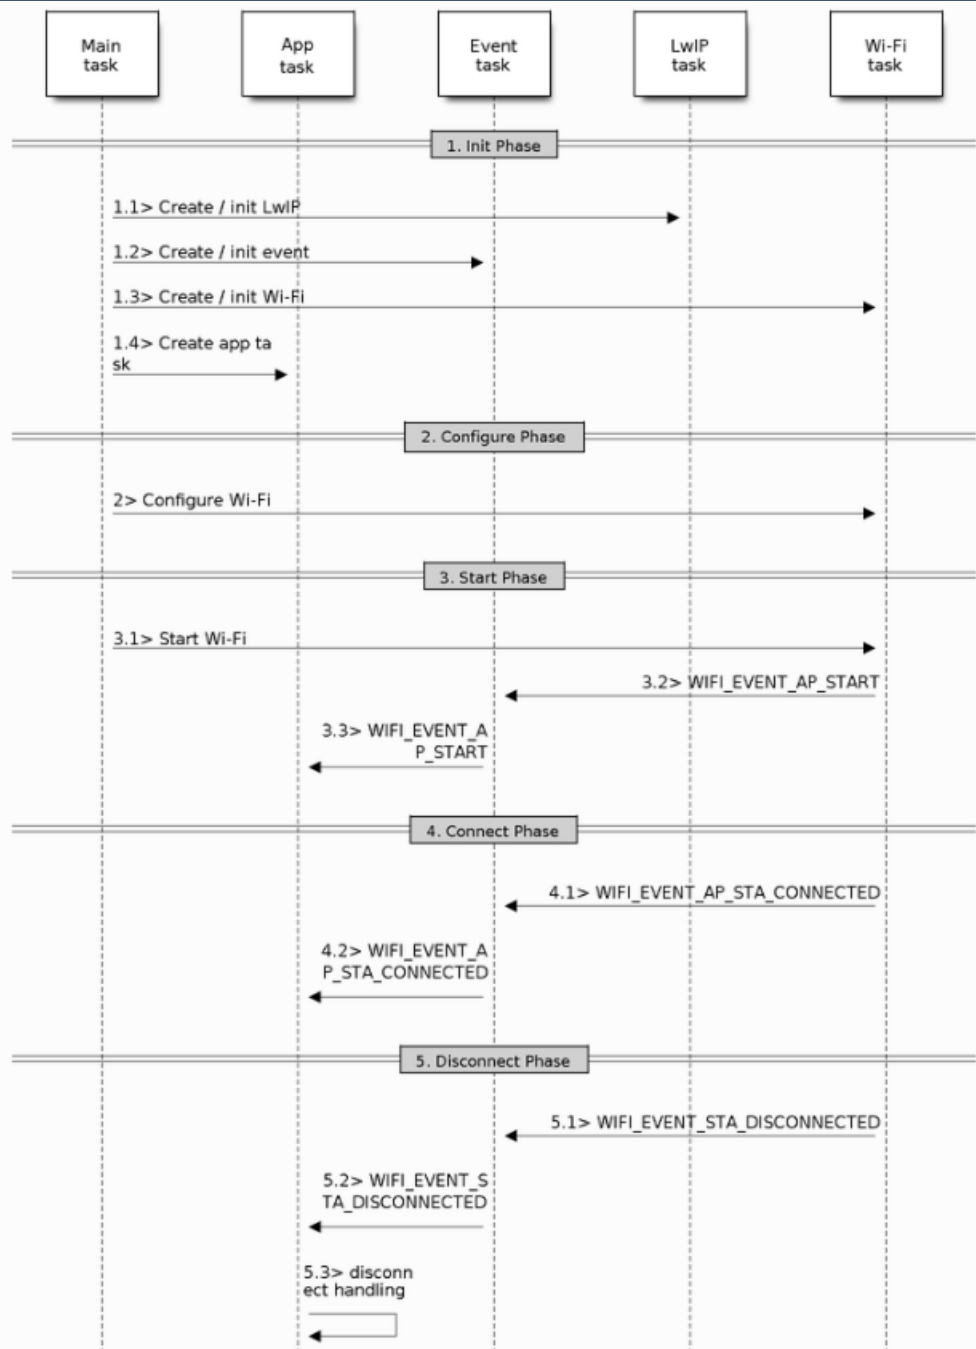 Main
task
App
task
Event
task
LwIP
task
Wi-Fi
task
1. Init Phase
1.1> Create / init LwIP
1.2> Create / init event
1.3> Create / init Wi-Fi
1.4> Create app ta
sk
2. Configure Phase
2> Configure Wi-Fi
3. Start Phase
3.1> Start Wi-Fi
3.2> WIFI_EVENT_AP_START
3.3> WIFI_EVENT_A
P_START
4. Connect Phase
4.1> WIFI_EVENT_AP_STA_CONNECTED
4.2> WIFI_EVENT_A
P_STA_CONNECTED
5. Disconnect Phase
5.1> WIFI_EVENT_STA_DISCONNECTED
5.2> WIFI_EVENT_S
TA_DISCONNECTED
5.3> disconn
ect handling